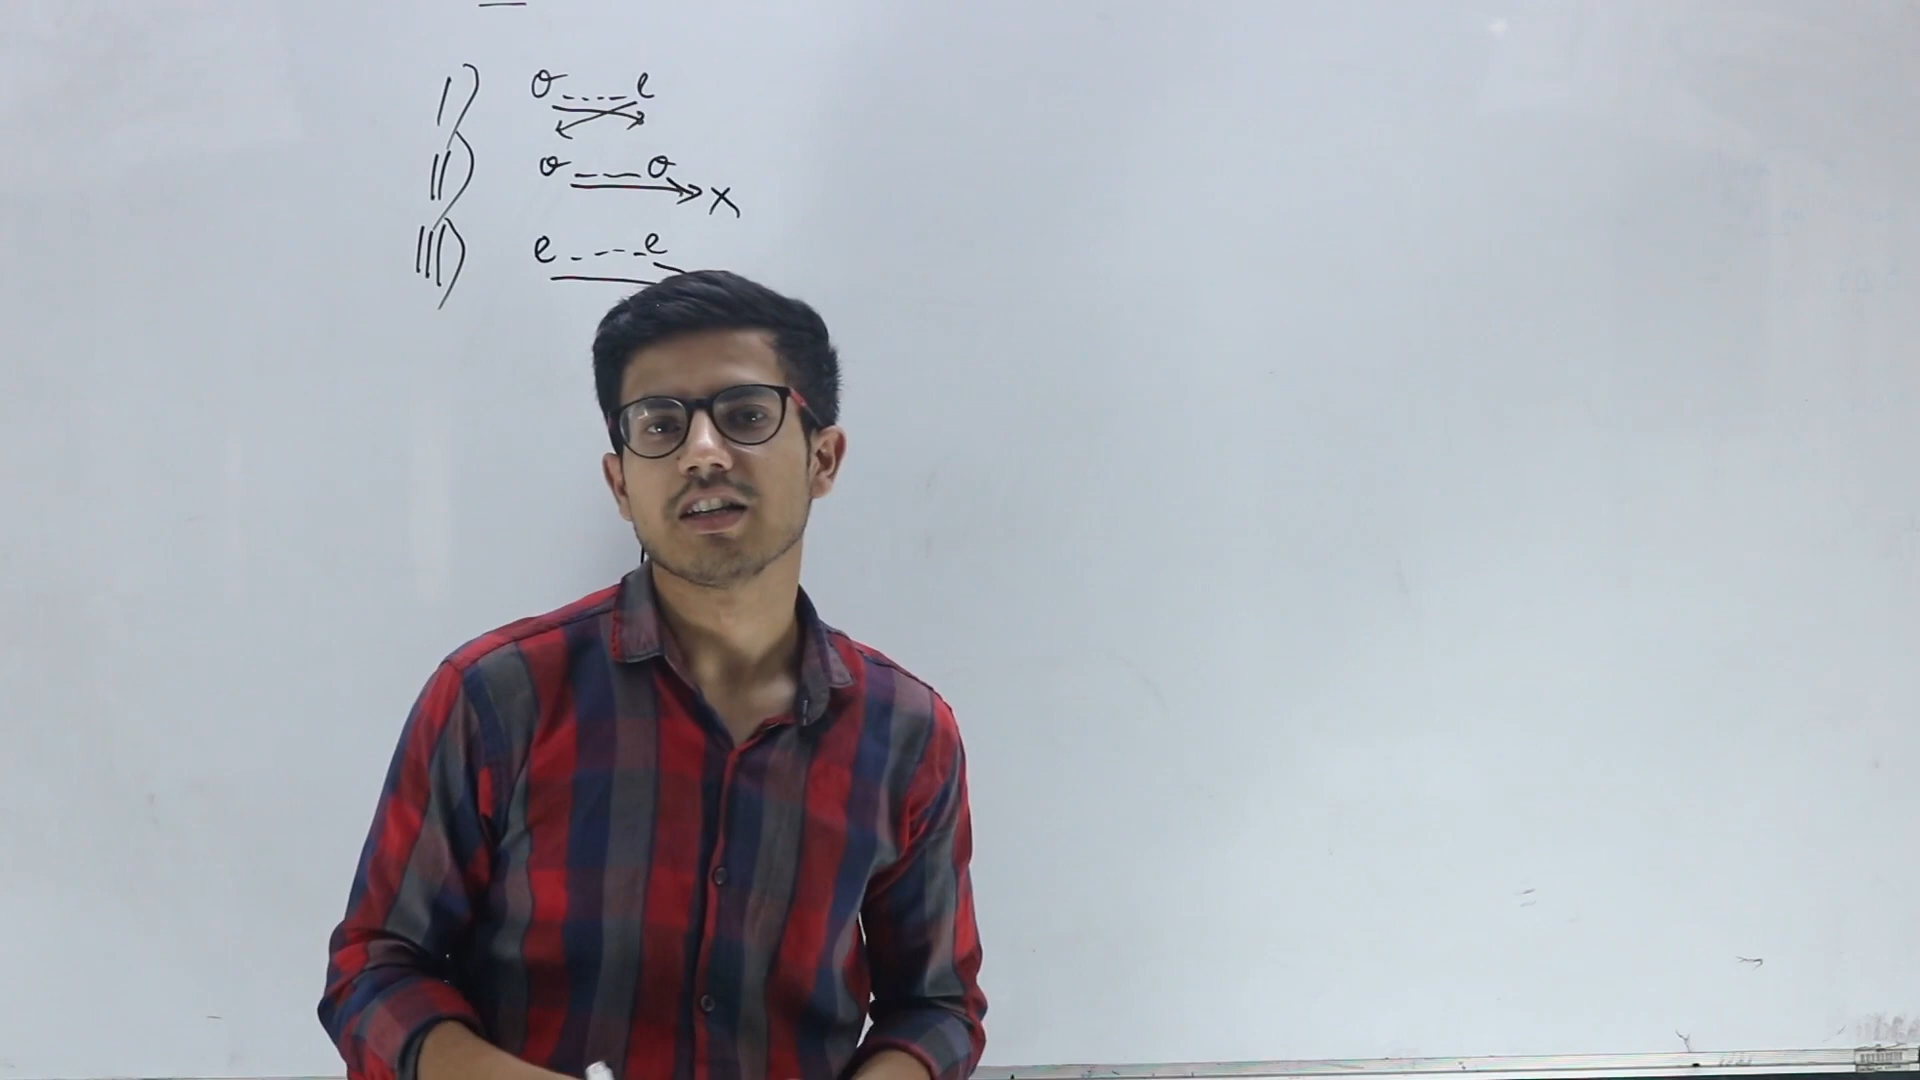 I) o ---- e
II) o --- o x
III) e ---- e